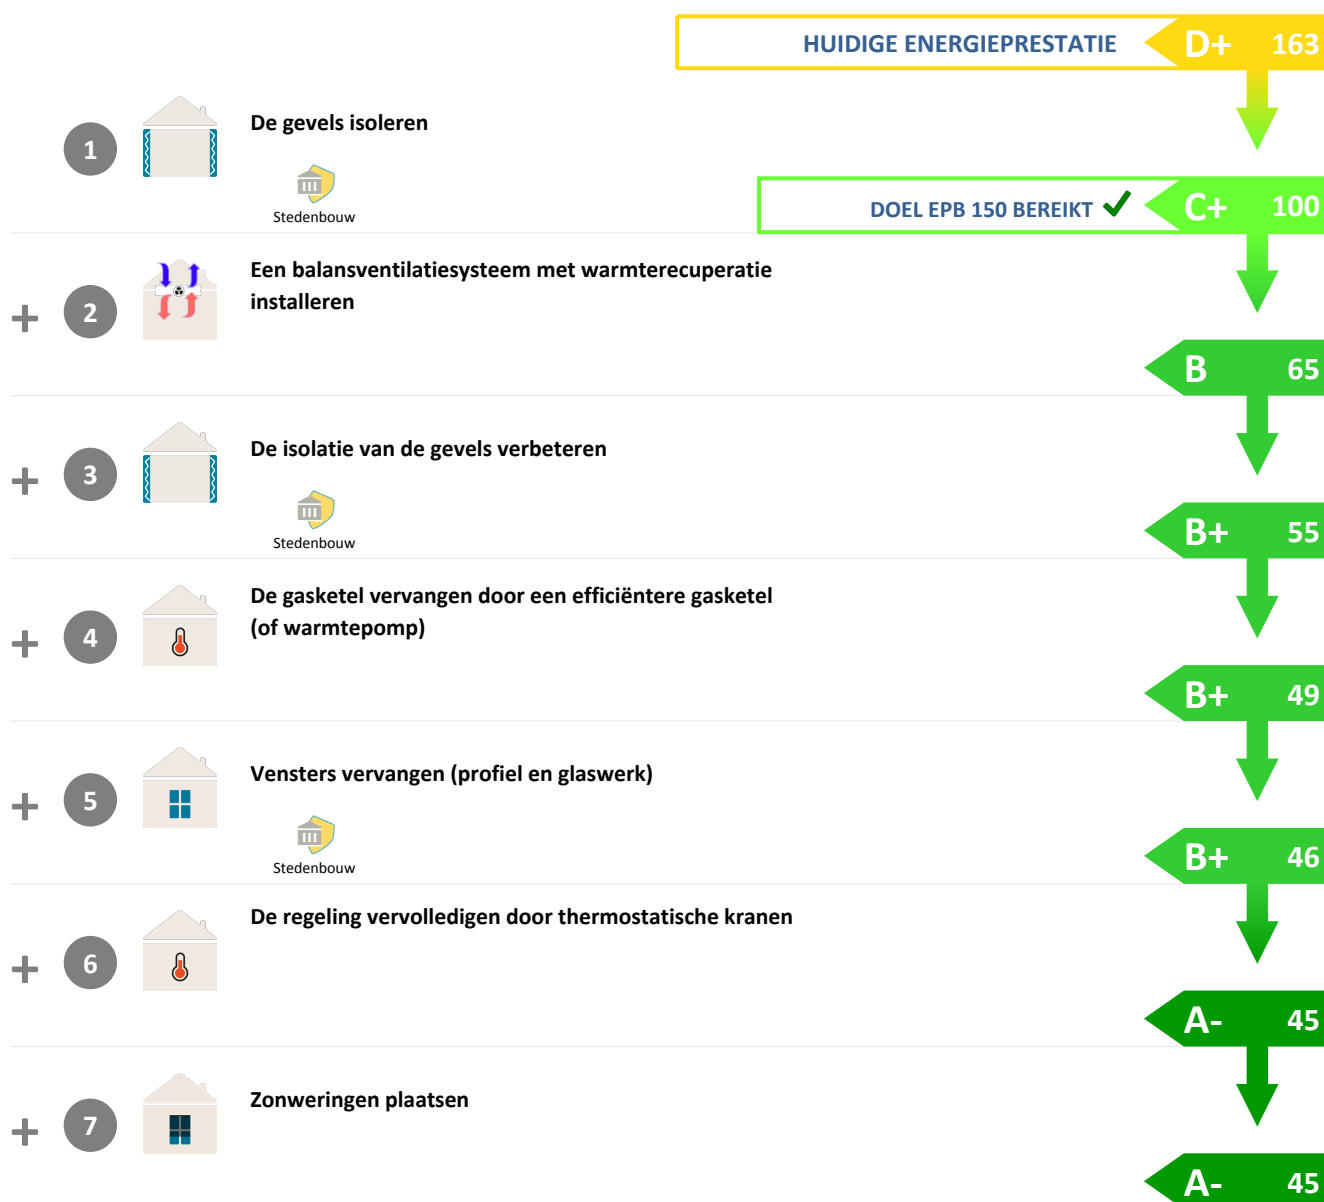 HUIDIGE ENERGIEPRESTATIE D+ 163
1 De gevels isoleren
Stedenbouw
DOEL EPB 150 BEREIKT ✔ C+ 100
+ 2 Een balansventilatiesysteem met warmterecuperatie
installeren
B 65
+ 3 De isolatie van de gevels verbeteren
Stedenbouw
B+ 55
+ 4 De gasketel vervangen door een efficiëntere gasketel
(of warmtepomp)
B+ 49
+ 5 Vensters vervangen (profiel en glaswerk)
Stedenbouw
B+ 46
+ 6 De regeling vervolledigen door thermostatische kranen
A- 45
+ 7 Zonweringen plaatsen
A- 45